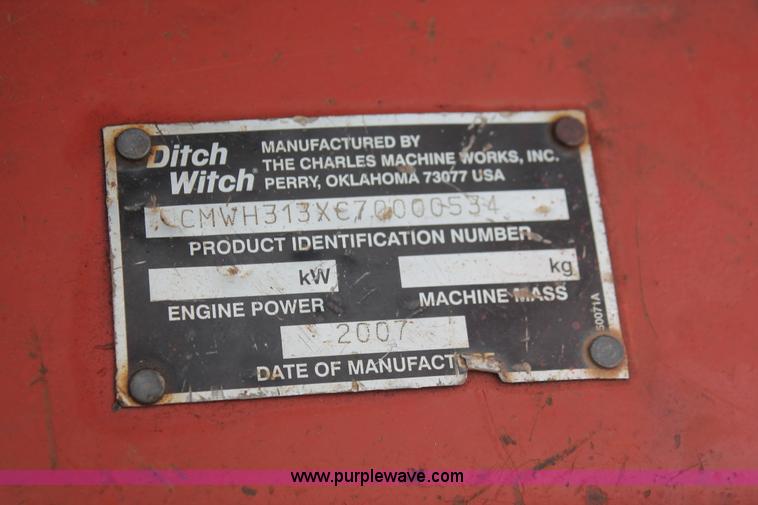 Ditch Witch
MANUFACTURED BY
THE CHARLES MACHINE WORKS, INC.
PERRY, OKLAHOMA 73077 USA
CMWH313XC70000534
PRODUCT IDENTIFICATION NUMBER
kW
kg
ENGINE POWER
MACHINE MASS
2007
DATE OF MANUFACTURE
50071A
www.purplewave.com